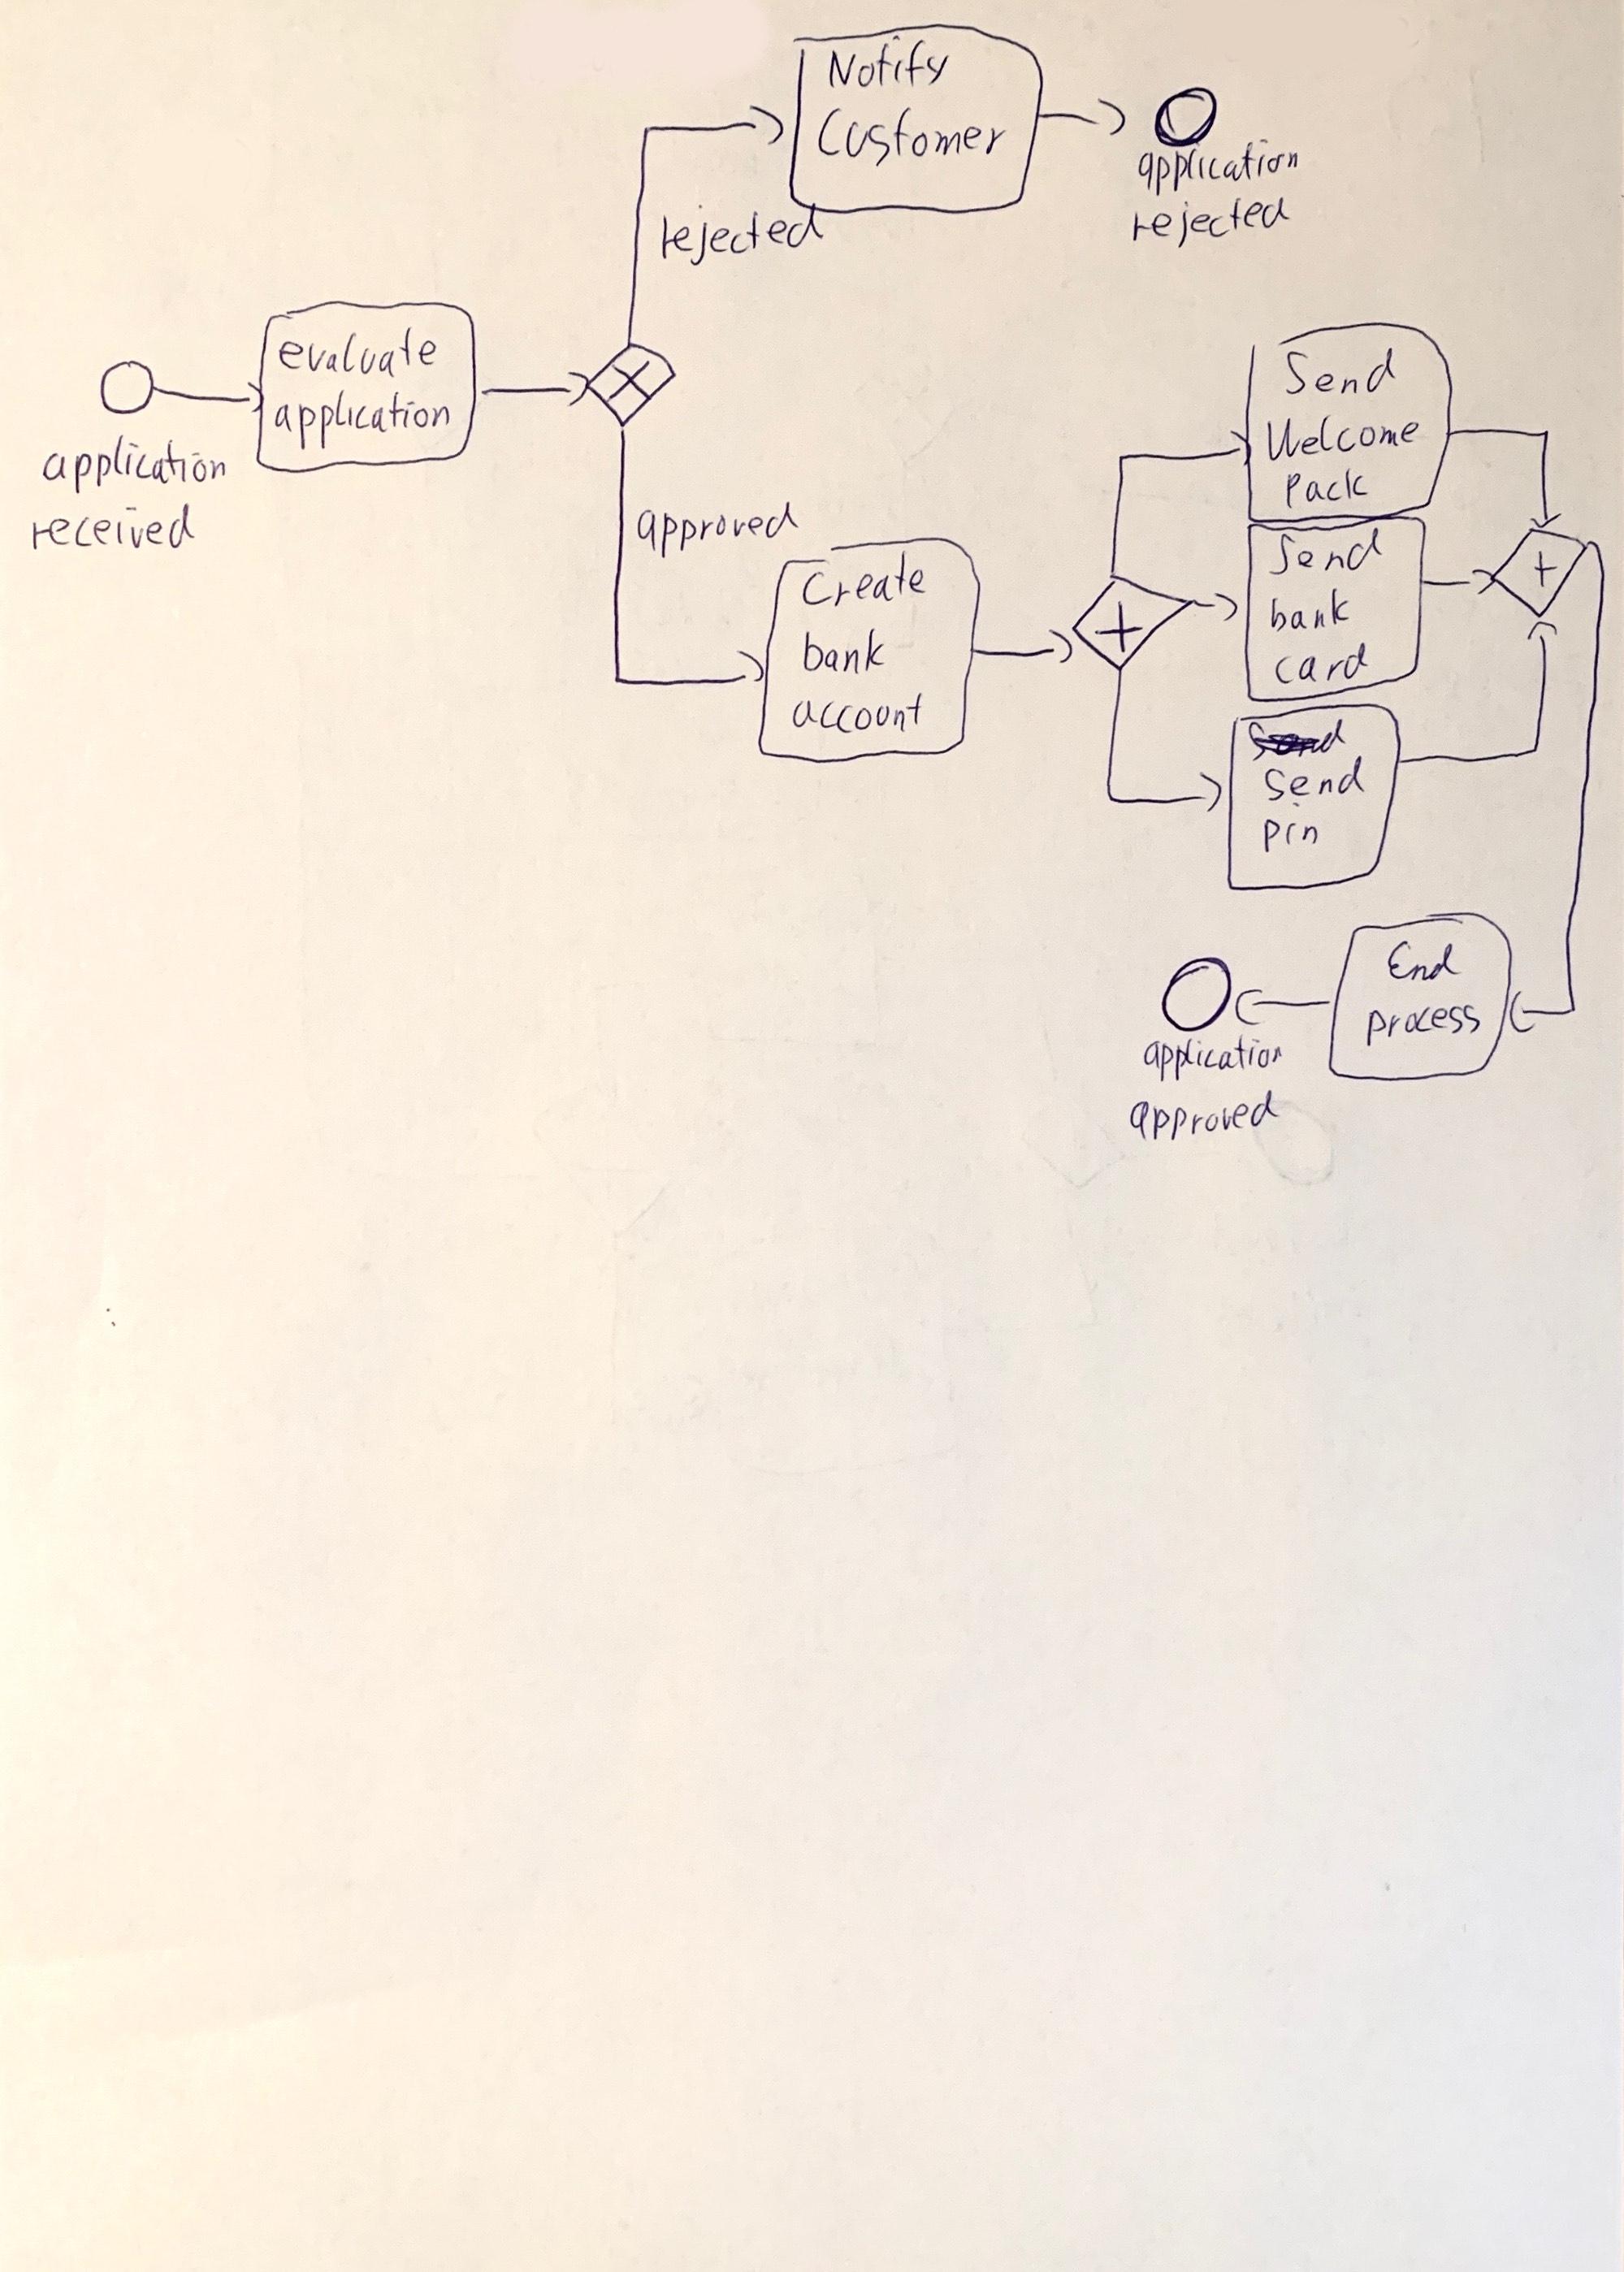 Notify
Customer
application
rejected
rejected
evaluate
application
application
received
approved
Create
bank
account
Send
Welcome
Pack
Send
bank
card
Send
pin
End
process
application
approved